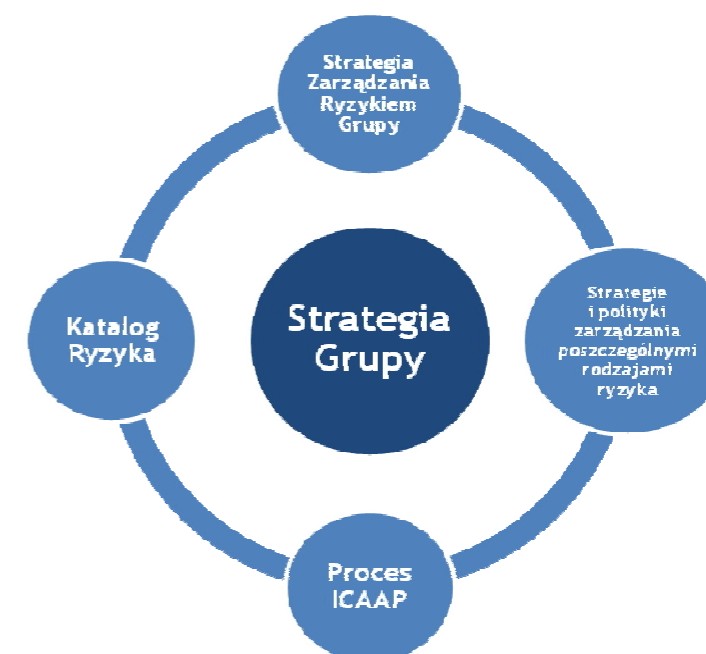 Strategia
Zarządzania
Ryzykiem
Grupy
Katalog
Ryzyka
Strategia
Grupy
Strategie
i polityki
zarządzania
poszczególnymi
rodzajami
ryzyka
Proces
ICAAP